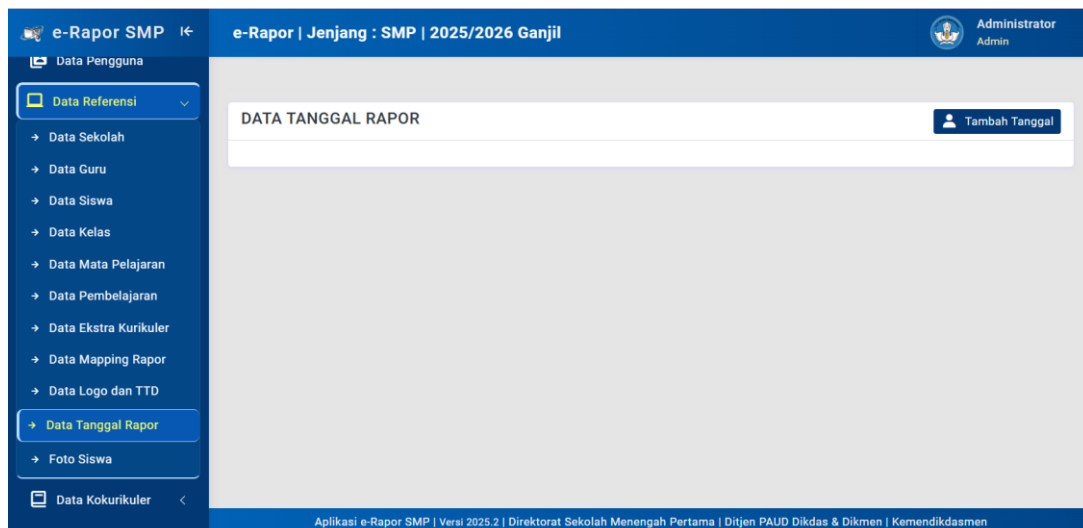 e-Rapor SMP
e-Rapor | Jenjang : SMP | 2025/2026 Ganjil
Administrator
Admin
Data Pengguna
Data Referensi
Data Sekolah
Data Guru
Data Siswa
Data Kelas
Data Mata Pelajaran
Data Pembelajaran
Data Ekstra Kurikuler
Data Mapping Rapor
Data Logo dan TTD
Data Tanggal Rapor
Foto Siswa
Data Kokurikuler
DATA TANGGAL RAPOR
Tambah Tanggal
Aplikasi e-Rapor SMP | Versi 2025.2 | Direktorat Sekolah Menengah Pertama | Ditjen PAUD Dikdas & Dikmen | Kemendikdasmen